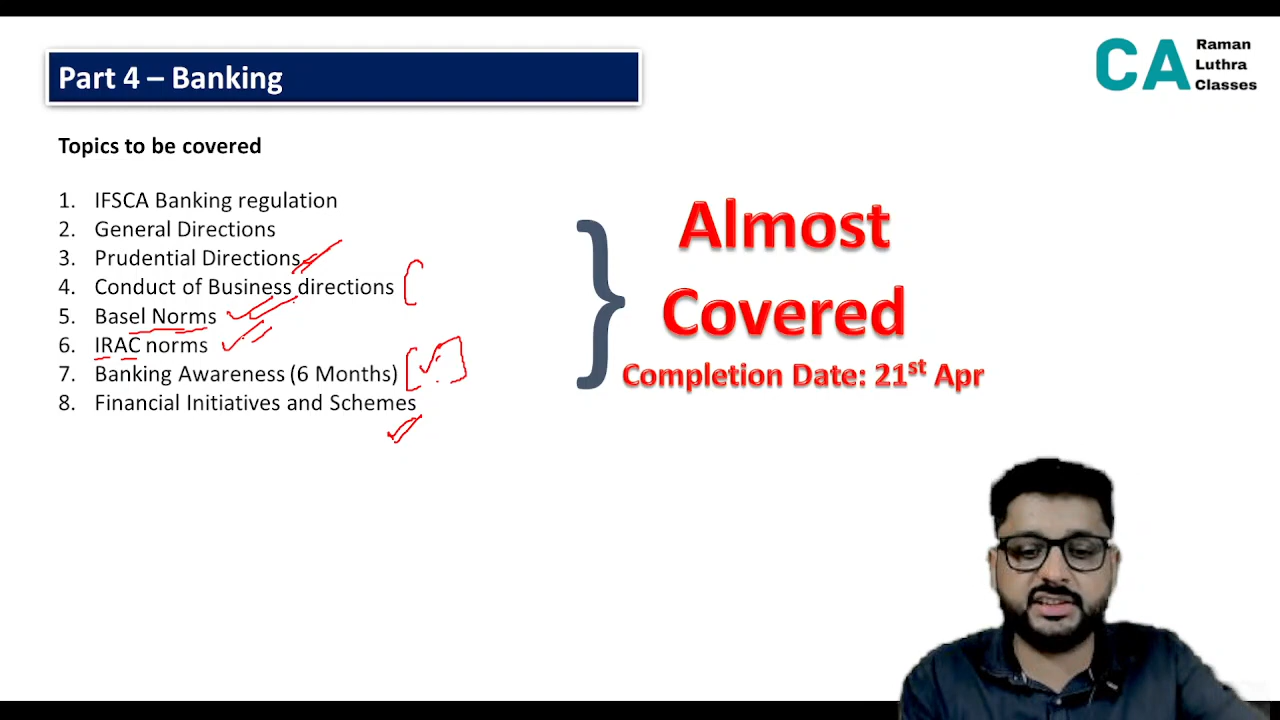 Part 4 – Banking
CA
Raman
Luthra
Classes
Topics to be covered
1. IFSCA Banking regulation
2. General Directions
3. Prudential Directions
4. Conduct of Business directions
5. Basel Norms
6. IRAC norms
7. Banking Awareness (6 Months)
8. Financial Initiatives and Schemes
Almost
Covered
Completion Date: 21st Apr